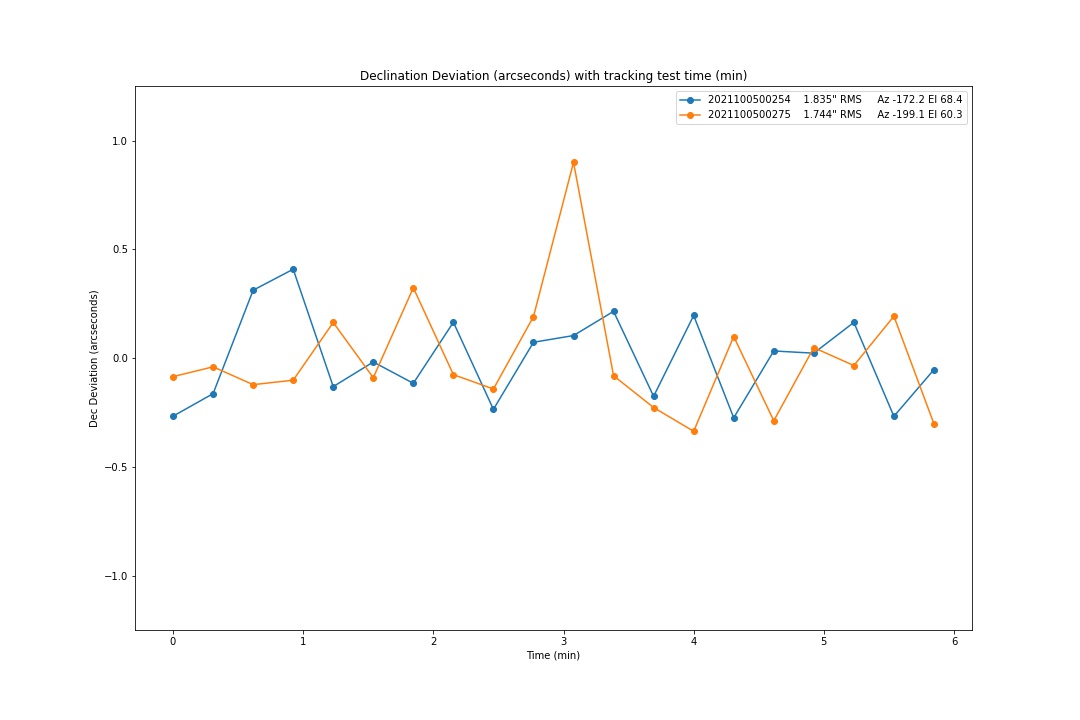 Declination Deviation (arcseconds) with tracking test time (min)
2021100500254 1.835" RMS Az -172.2 El 68.4
2021100500275 1.744" RMS Az -199.1 El 60.3
1.0
0.5
0.0
−0.5
−1.0
Dec Deviation (arcseconds)
0 1 2 3 4 5 6
Time (min)